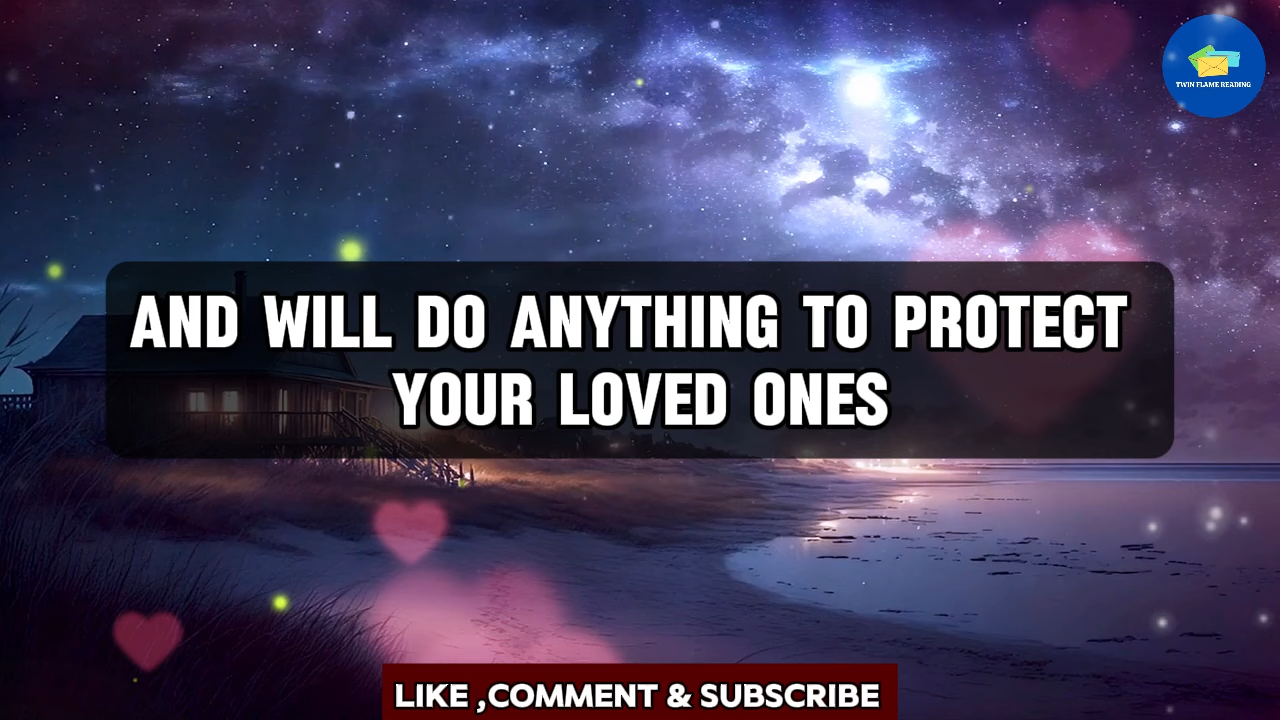 TWIN FLAME READING
AND WILL DO ANYTHING TO PROTECT
YOUR LOVED ONES
LIKE ,COMMENT & SUBSCRIBE